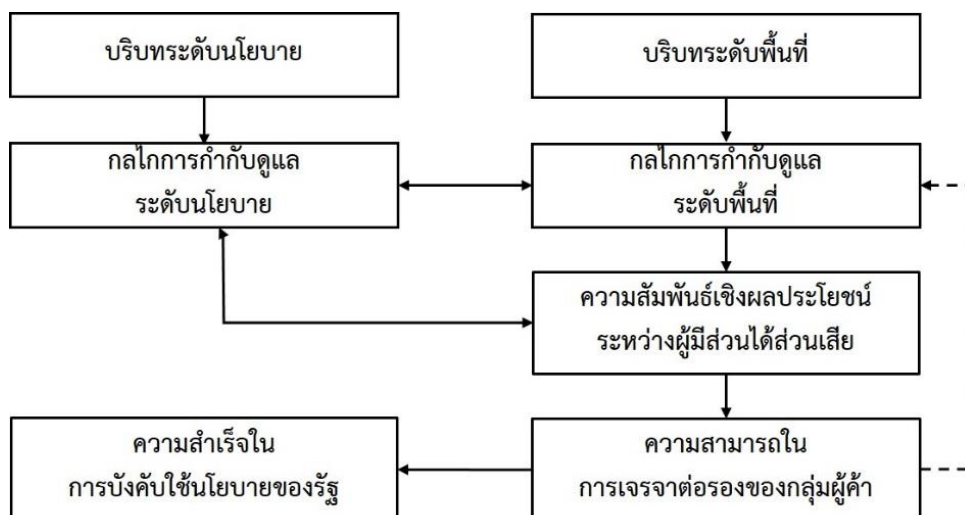 บริบทระดับนโยบาย
บริบทระดับพื้นที่
กลไกการกำกับดูแล
ระดับนโยบาย
กลไกการกำกับดูแล
ระดับพื้นที่
ความสัมพันธ์เชิงผลประโยชน์
ระหว่างผู้มีส่วนได้ส่วนเสีย
ความสำเร็จใน
การบังคับใช้นโยบายของรัฐ
ความสามารถใน
การเจรจาต่อรองของกลุ่มผู้ค้า